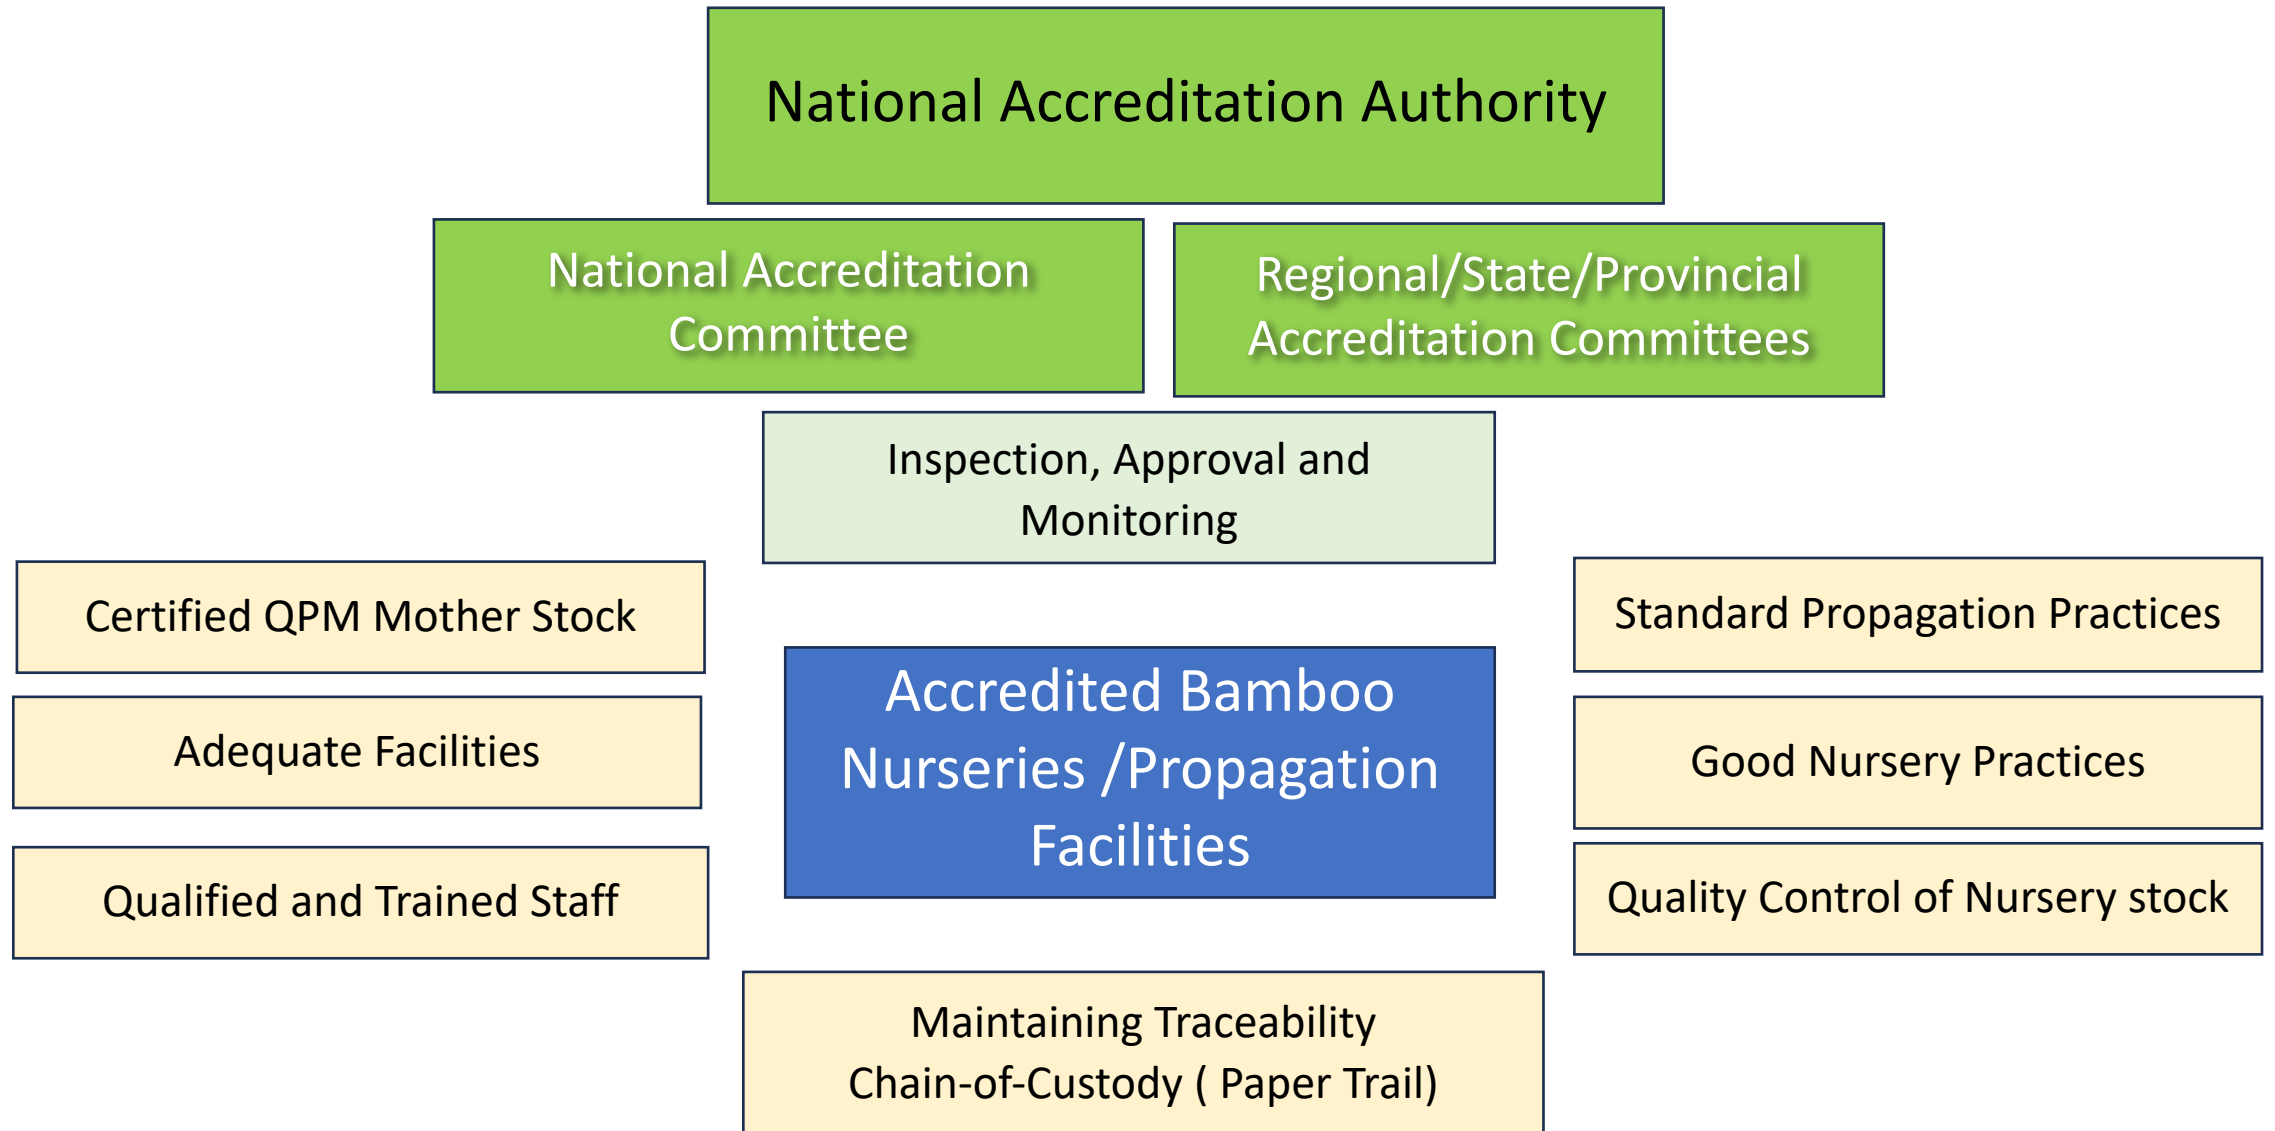 National Accreditation Authority
National Accreditation
Committee
Regional/State/Provincial
Accreditation Committees
Inspection, Approval and
Monitoring
Certified QPM Mother Stock
Adequate Facilities
Qualified and Trained Staff
Accredited Bamboo
Nurseries /Propagation
Facilities
Standard Propagation Practices
Good Nursery Practices
Quality Control of Nursery stock
Maintaining Traceability
Chain-of-Custody ( Paper Trail)